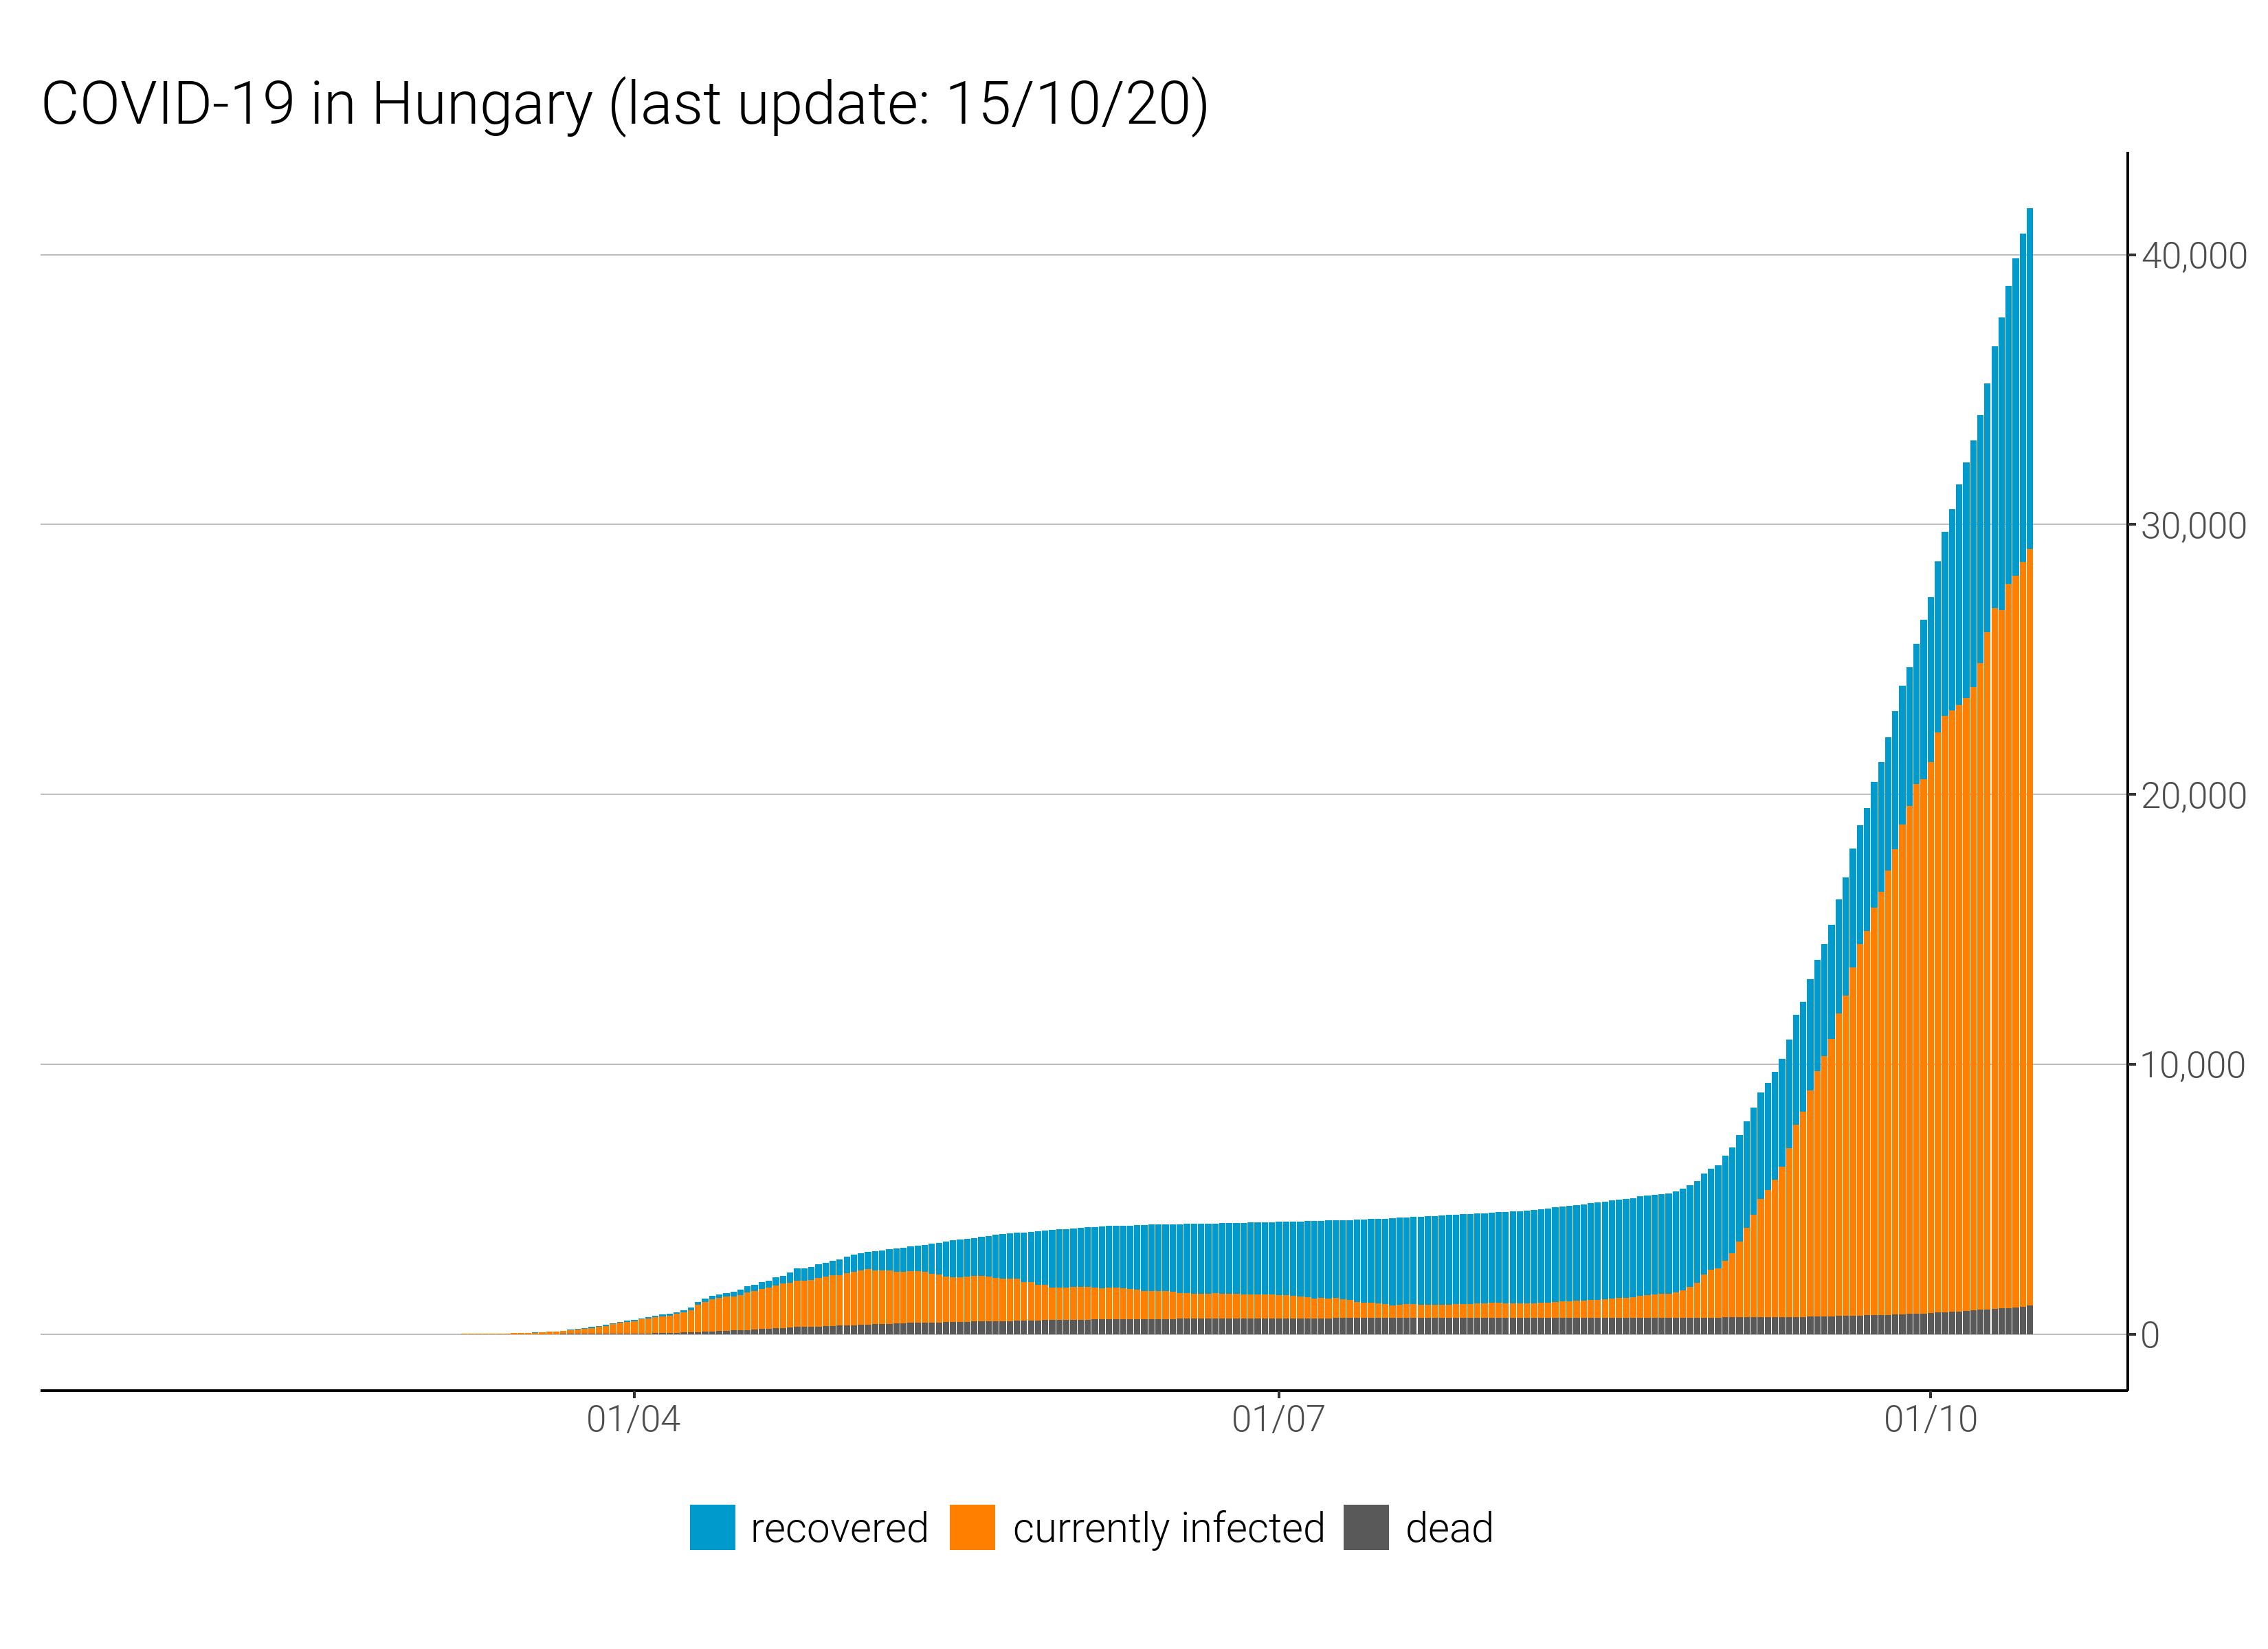 COVID-19 in Hungary (last update: 15/10/20)
40,000
30,000
20,000
10,000
0
01/04 01/07 01/10
recovered currently infected dead